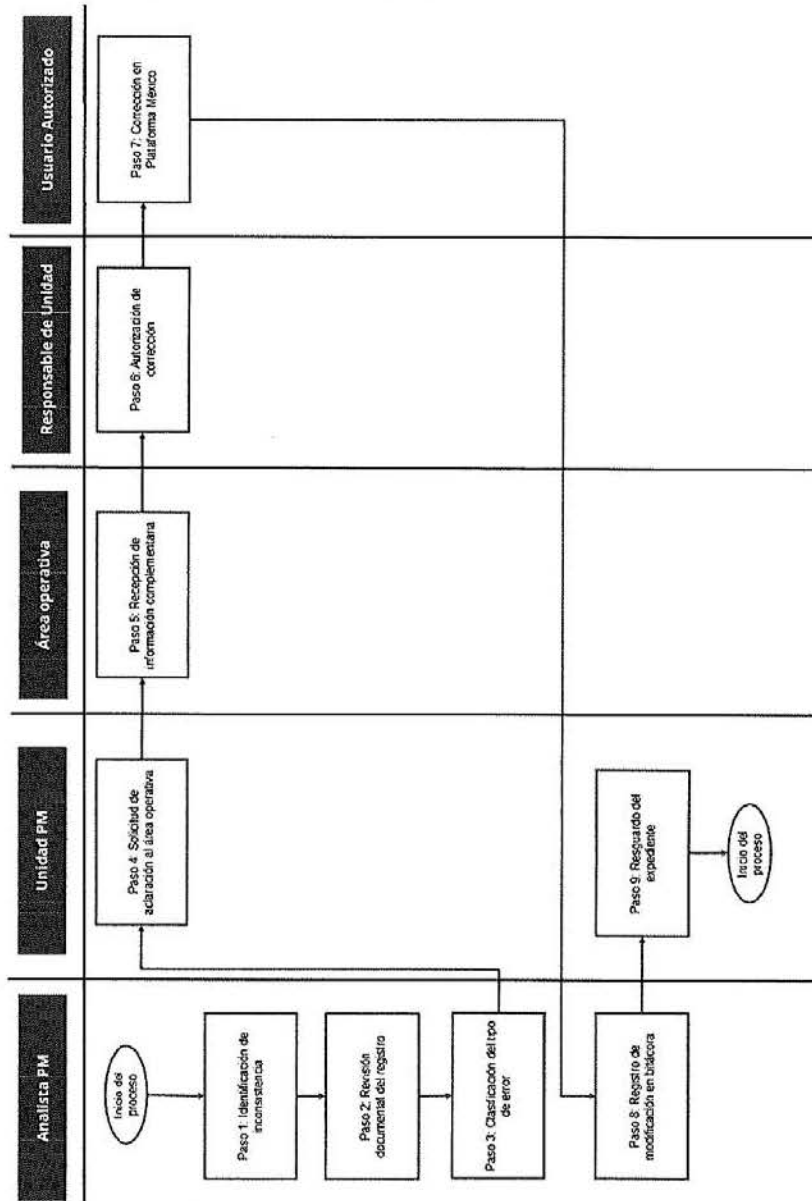 Analista PM
Unidad PM
Área operativa
Responsable de Unidad
Usuario Autorizado
Inicio del
proceso
Paso 1: Identificación de
inconsistencia
Paso 2: Revisión
documental del registro
Paso 3: Clasificación del tipo
de error
Paso 4: Solicitud de
aclaración al área operativa
Paso 5: Recepción de
información complementaria
Paso 6: Autorización de
corrección
Paso 7: Corrección en
Plataforma México
Paso 8: Registro de
modificación en bitácora
Paso 9: Resguardo del
expediente
Inicio del
proceso